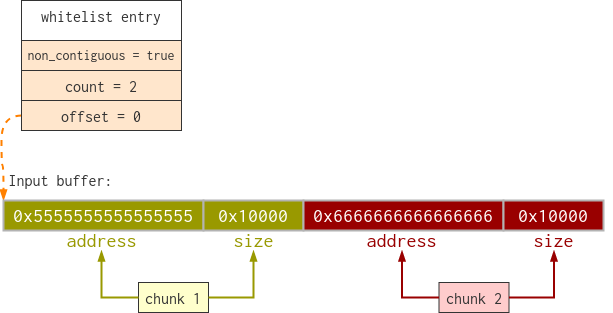 whitelist entry
non_contiguous = true
count = 2
offset = 0
Input buffer:
0x5555555555555555 0x10000 0x6666666666666666 0x10000
address size address size
chunk 1 chunk 2